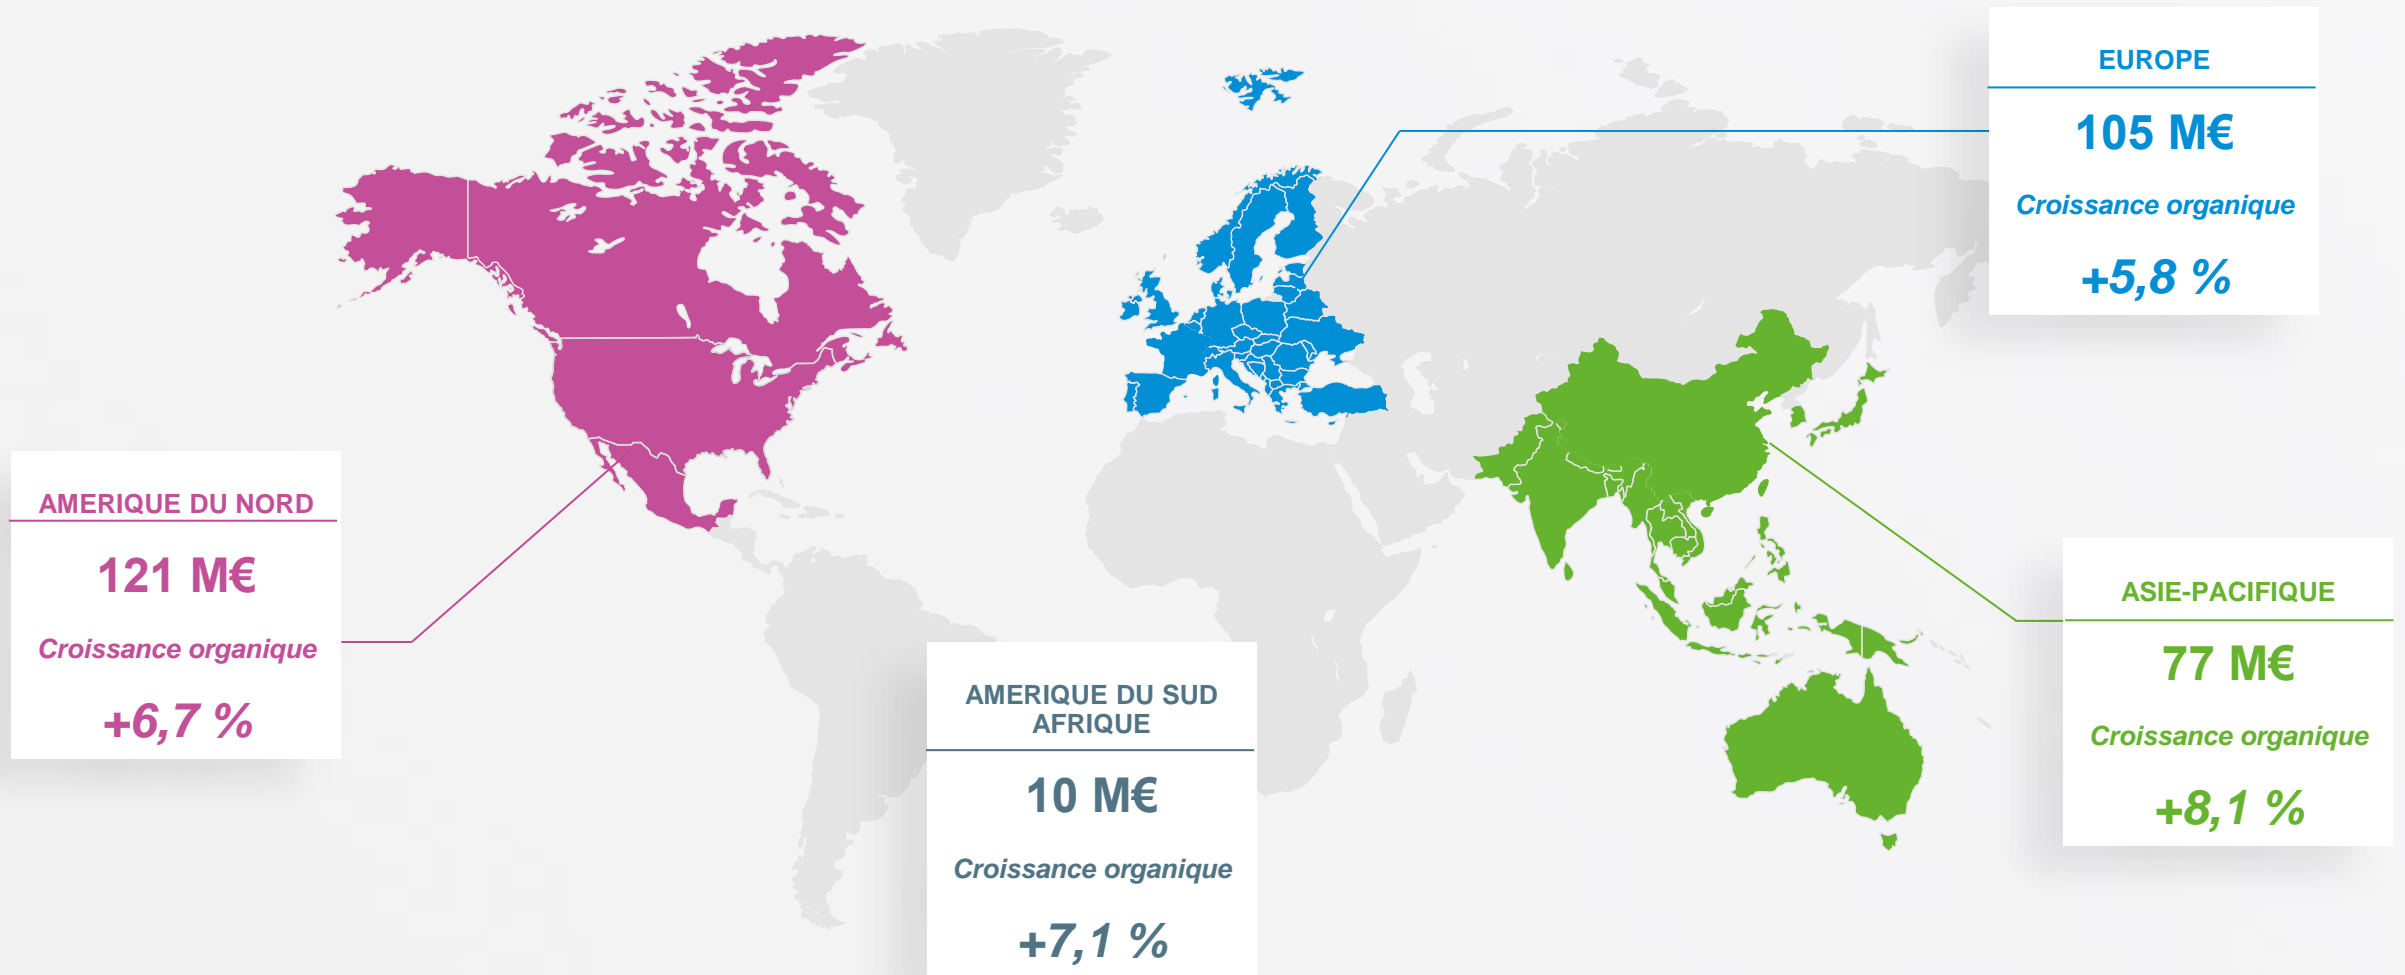 EUROPE
105 M€
Croissance organique
+5,8 %
AMERIQUE DU NORD
121 M€
Croissance organique
+6,7 %
ASIE-PACIFIQUE
77 M€
Croissance organique
+8,1 %
AMERIQUE DU SUD
AFRIQUE
10 M€
Croissance organique
+7,1 %